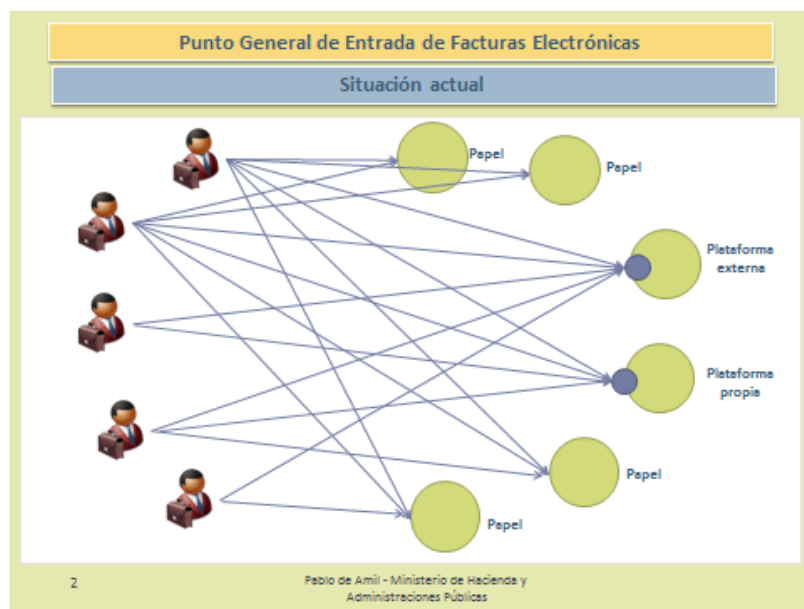 Punto General de Entrada de Facturas Electrónicas
Situación actual
Papel
Papel
Plataforma
externa
Plataforma
propia
Papel
Papel
2
Pablo de Amil - Ministerio de Hacienda y
Administraciones Públicas